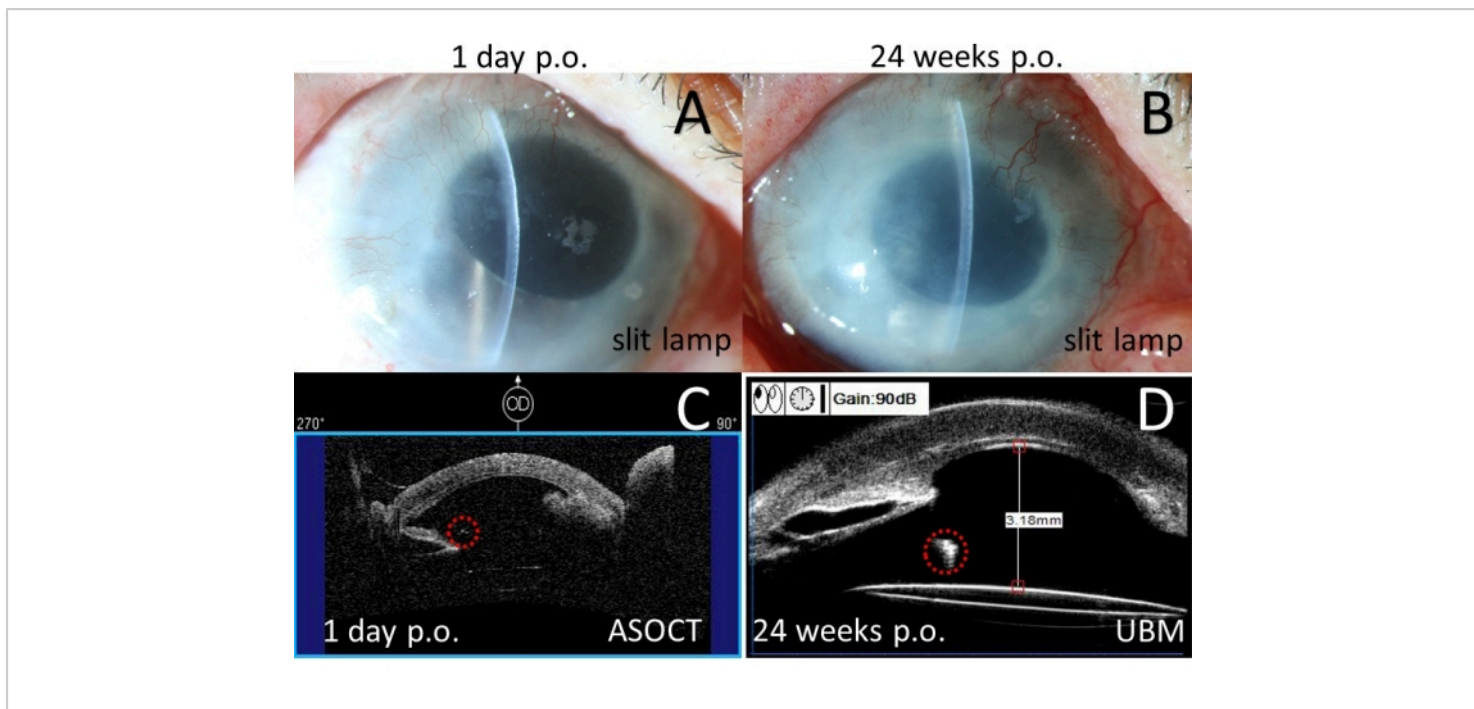 1 day p.o.
24 weeks p.o.
A
B
slit lamp
slit lamp
C
OD
270°
90°
D
Gain:90dB
3.18mm
1 day p.o.
ASOCT
24 weeks p.o.
UBM